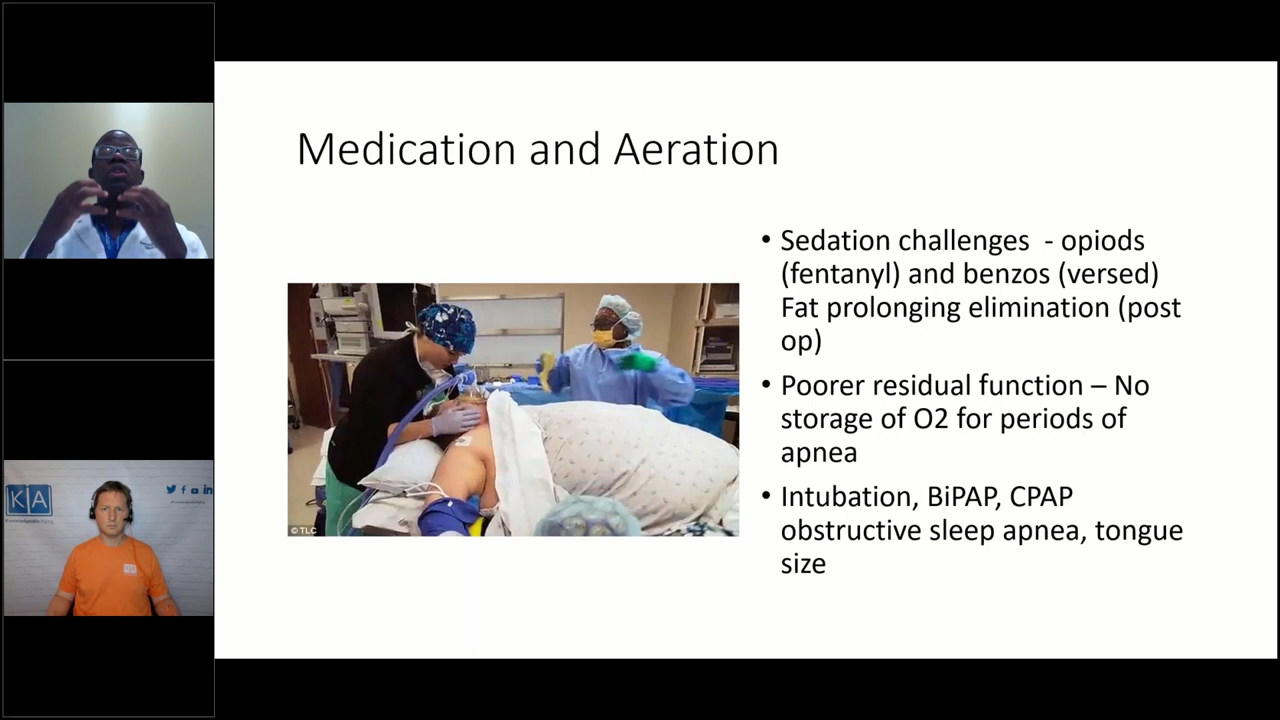 Medication and Aeration
• Sedation challenges  - opiods
(fentanyl) and benzos (versed)
Fat prolonging elimination (post
op)
• Poorer residual function – No
storage of O2 for periods of
apnea
• Intubation, BiPAP, CPAP
obstructive sleep apnea, tongue
size
© TLC
KA